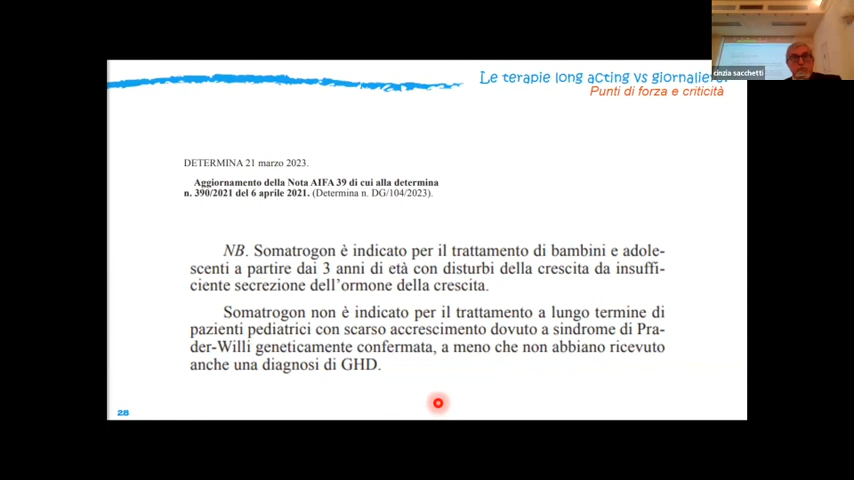 cinzia sacchetti
Le terapie long acting vs giornaliere:
Punti di forza e criticità
DETERMINA 21 marzo 2023.
Aggiornamento della Nota AIFA 39 di cui alla determina
n. 390/2021 del 6 aprile 2021. (Determina n. DG/104/2023).
NB. Somatrogon è indicato per il trattamento di bambini e adole-
scenti a partire dai 3 anni di età con disturbi della crescita da insuffi-
ciente secrezione dell'ormone della crescita.
Somatrogon non è indicato per il trattamento a lungo termine di
pazienti pediatrici con scarso accrescimento dovuto a sindrome di Pra-
der-Willi geneticamente confermata, a meno che non abbiano ricevuto
anche una diagnosi di GHD.
28